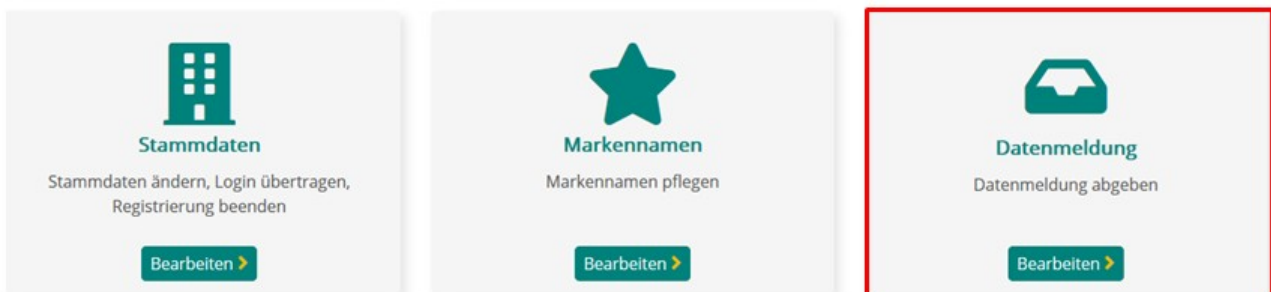 Stammdaten
Stammdaten ändern, Login übertragen,
Registrierung beenden
Bearbeiten
Markennamen
Markennamen pflegen
Bearbeiten
Datenmeldung
Datenmeldung abgeben
Bearbeiten